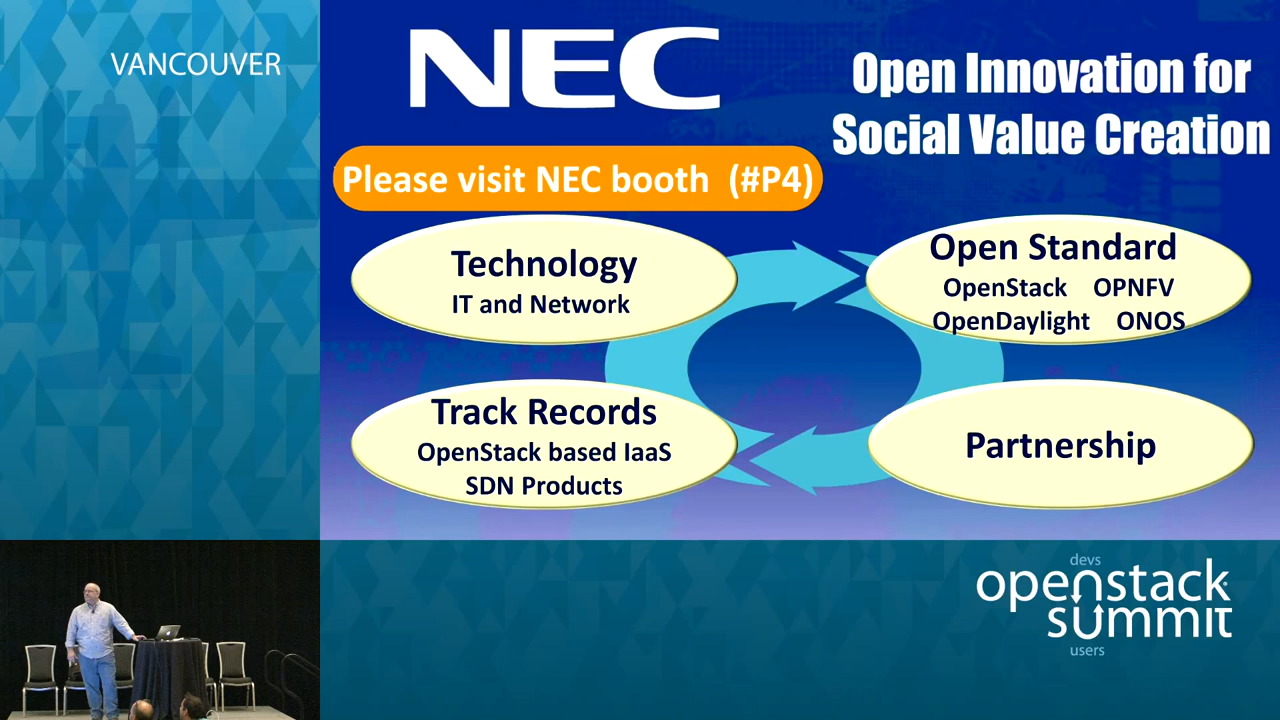 VANCOUVER
NEC
Open Innovation for
Social Value Creation
Please visit NEC booth (#P4)
Technology
IT and Network
Open Standard
OpenStack OPNFV
OpenDaylight ONOS
Track Records
OpenStack based IaaS
SDN Products
Partnership
devs
openstack
summit
users